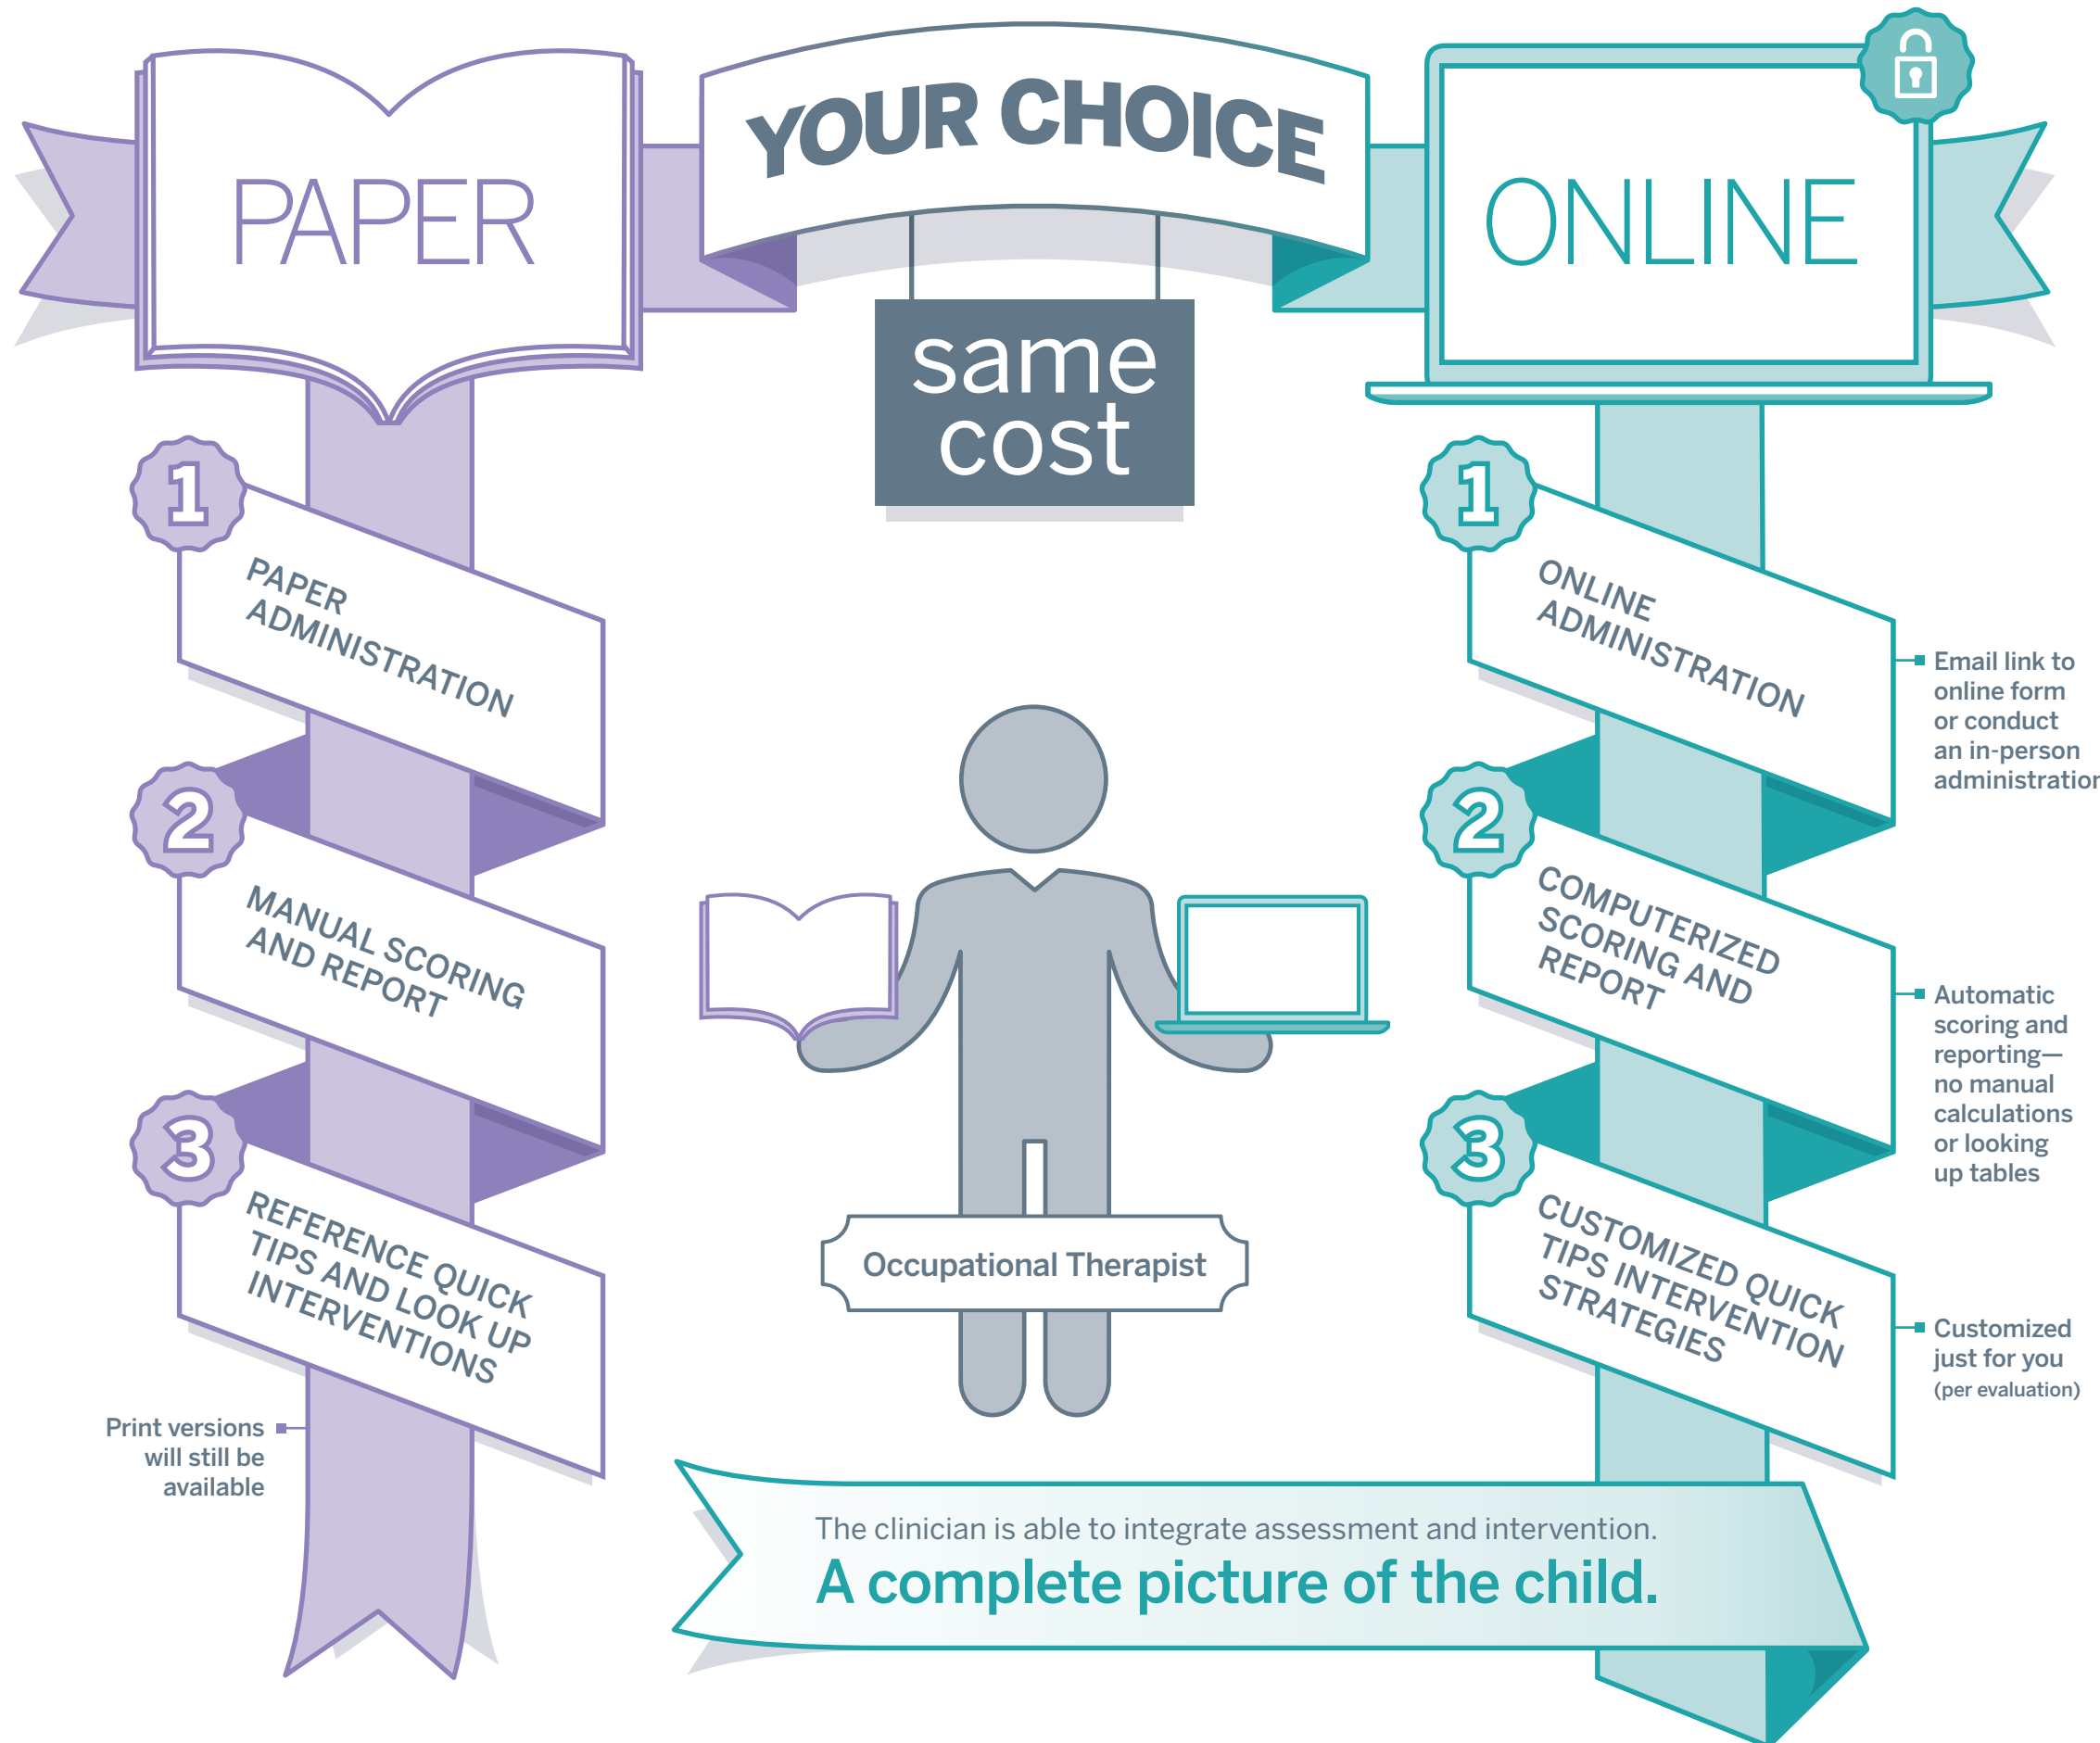 YOUR CHOICE
same
cost
PAPER
1
PAPER
ADMINISTRATION
2
MANUAL SCORING
AND REPORT
3
REFERENCE QUICK
TIPS AND LOOK UP
INTERVENTIONS
Print versions
will still be
available
Occupational Therapist
ONLINE
1
ONLINE
ADMINISTRATION
Email link to
online form
or conduct
an in-person
administration
2
COMPUTERIZED
SCORING AND
REPORT
Automatic
scoring and
reporting—
no manual
calculations
or looking
up tables
3
CUSTOMIZED QUICK
TIPS INTERVENTION
STRATEGIES
Customized
just for you
(per evaluation)
The clinician is able to integrate assessment and intervention.
A complete picture of the child.